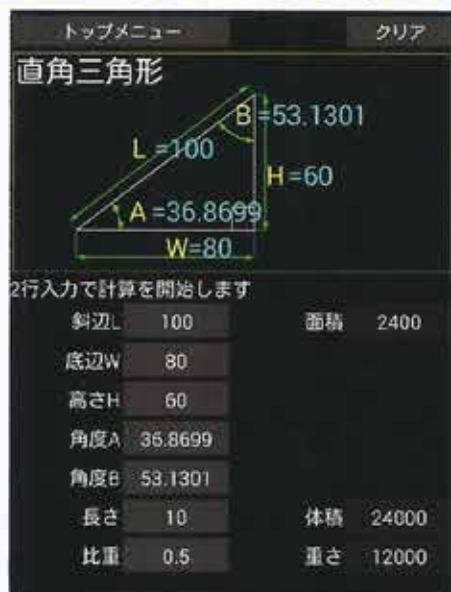 トップメニュー クリア
直角三角形
B =53.1301
L =100
H =60
A =36.8699
W=80
2行入力で計算を開始します
斜辺L 100 面積 2400
底辺W 80
高さH 60
角度A 36.8699
角度B 53.1301
長さ 10 体積 24000
比重 0.5 重さ 12000